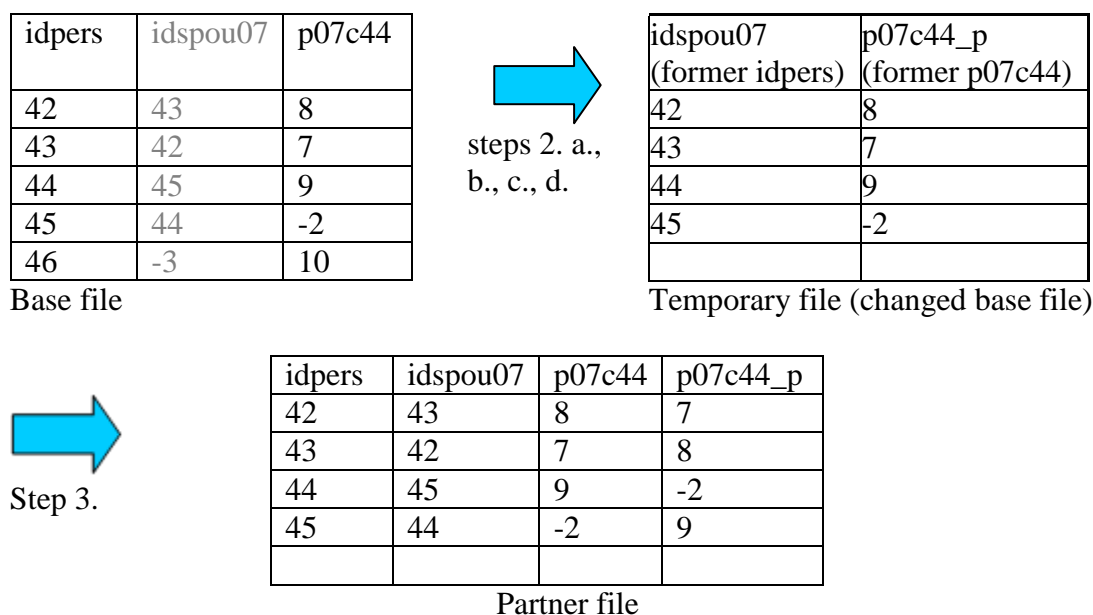 idpers idspou07 p07c44
42 43 8
43 42 7
44 45 9
45 44 -2
46 -3 10
Base file
steps 2. a.,
b., c., d.
idspou07 p07c44_p
(former idpers) (former p07c44)
42 8
43 7
44 9
45 -2
Temporary file (changed base file)
Step 3.
idpers idspou07 p07c44 p07c44_p
42 43 8 7
43 42 7 8
44 45 9 -2
45 44 -2 9
Partner file